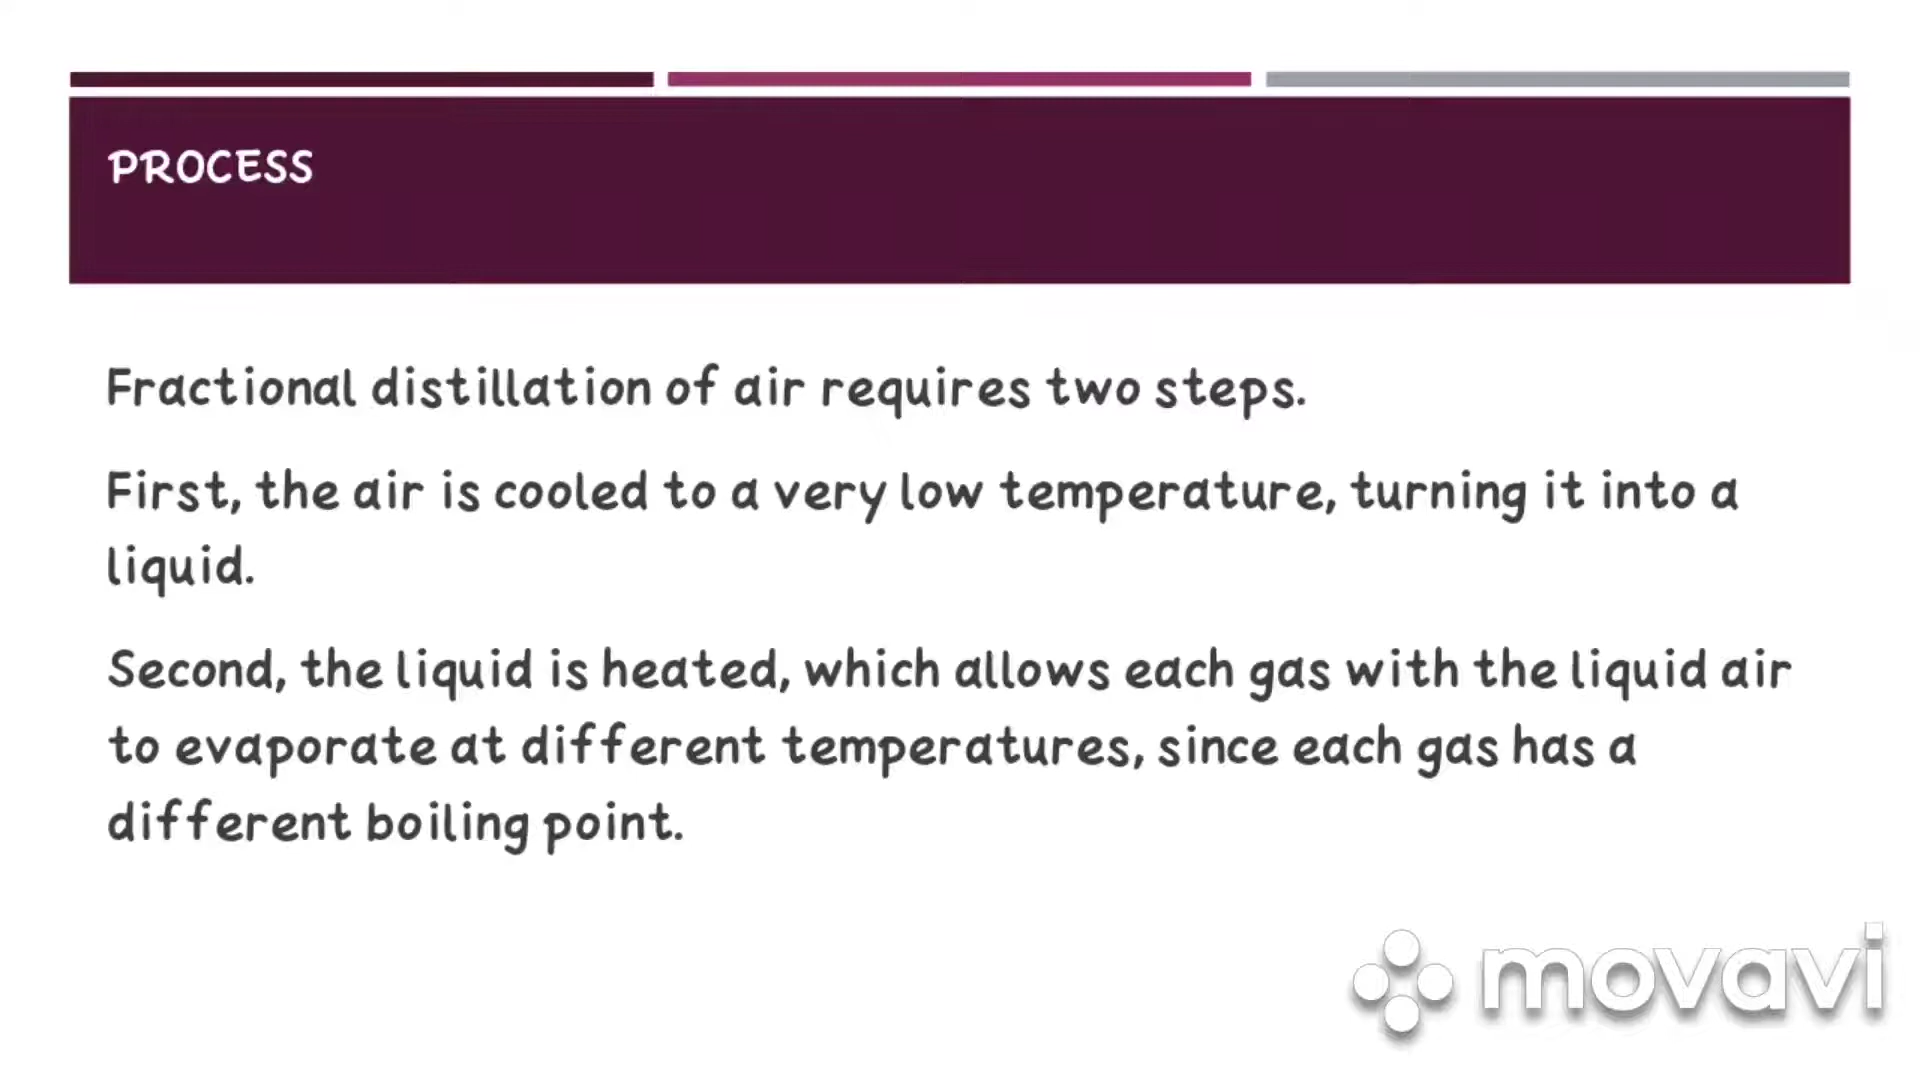 PROCESS
Fractional distillation of air requires two steps.
First, the air is cooled to a very low temperature, turning it into a
liquid.
Second, the liquid is heated, which allows each gas with the liquid air
to evaporate at different temperatures, since each gas has a
different boiling point.
movavi